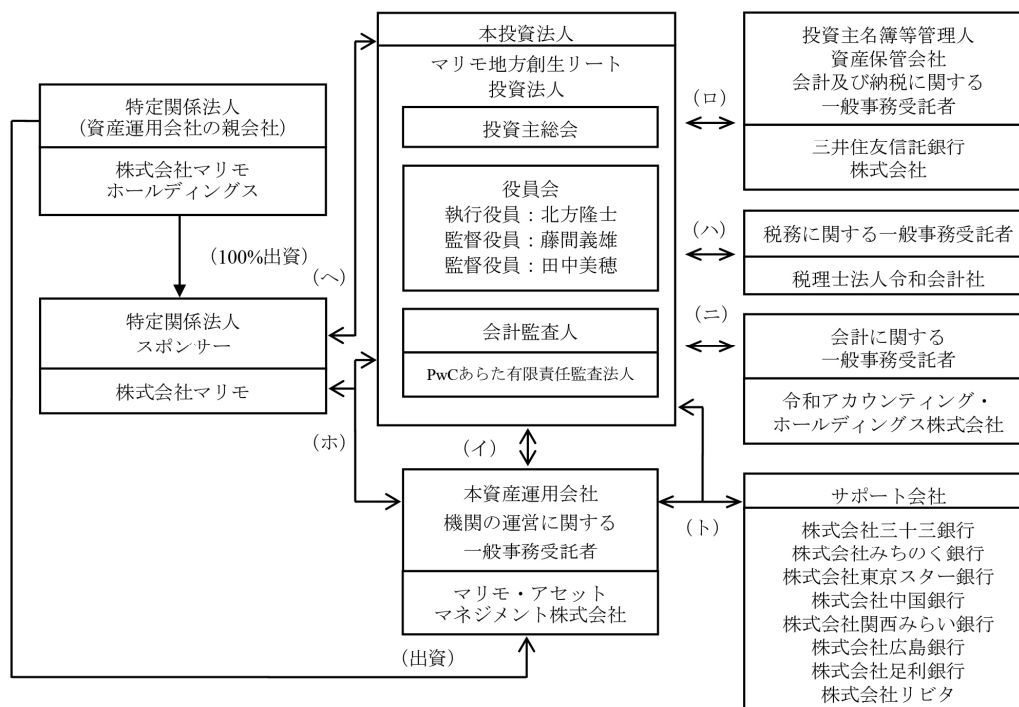 特定関係法人
（資産運用会社の親会社）
株式会社マリモ
ホールディングス
（100%出資）
特定関係法人
スポンサー
株式会社マリモ
（ヘ）
（ホ）
本投資法人
マリモ地方創生リート
投資法人
投資主総会
役員会
執行役員：北方隆士
監督役員：藤間義雄
監督役員：田中美穂
会計監査人
PwCあらた有限責任監査法人
（イ）
本資産運用会社
機関の運営に関する
一般事務受託者
マリモ・アセット
マネジメント株式会社
（出資）
（ロ）
投資主名簿等管理人
資産保管会社
会計及び納税に関する
一般事務受託者
三井住友信託銀行
株式会社
（ハ）
税務に関する一般事務受託者
税理士法人令和会計社
（ニ）
会計に関する
一般事務受託者
令和アカウンティング・
ホールディングス株式会社
（ト）
サポート会社
株式会社三十三銀行
株式会社みちのく銀行
株式会社東京スター銀行
株式会社中国銀行
株式会社関西みらい銀行
株式会社広島銀行
株式会社足利銀行
株式会社リビタ